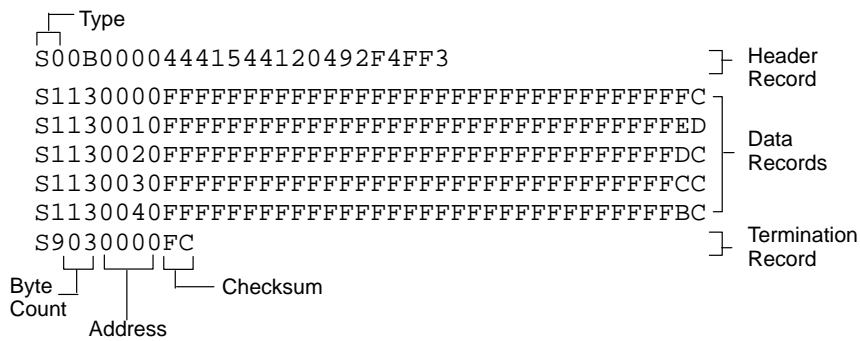 Type
S00B00004441544120492F4FF3
Header
Record
S1130000FFFFFFFFFFFFFFFFFFFFFFFFFFFFFFFFFC
S1130010FFFFFFFFFFFFFFFFFFFFFFFFFFFFFFFFED
S1130020FFFFFFFFFFFFFFFFFFFFFFFFFFFFFFFFDC
S1130030FFFFFFFFFFFFFFFFFFFFFFFFFFFFFFFFCC
S1130040FFFFFFFFFFFFFFFFFFFFFFFFFFFFFFFFBC
Data
Records
S9030000FC
Termination
Record
Byte
Count
Address
Checksum